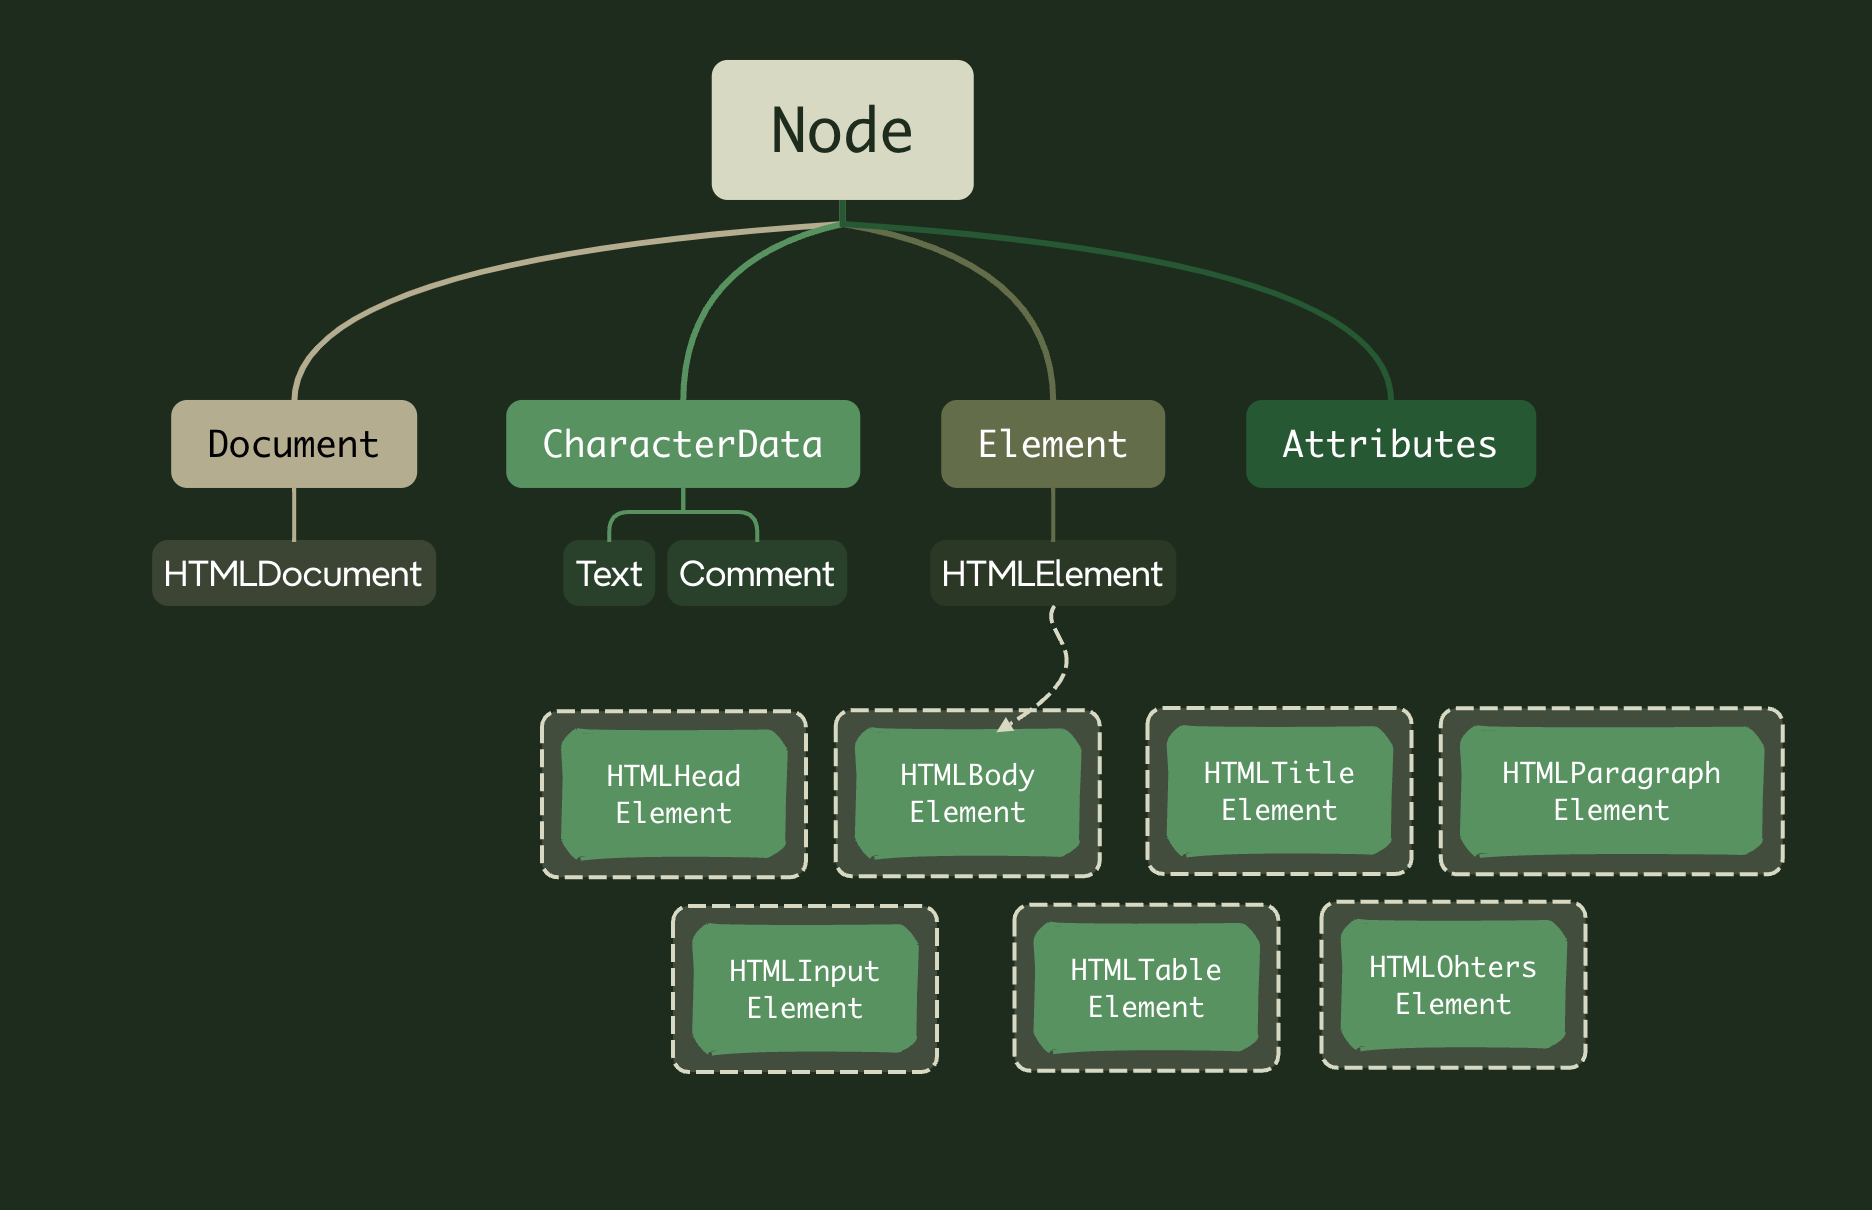 Node
Document
CharacterData
Element
Attributes
HTMLDocument
Text
Comment
HTMLElement
HTMLHead
Element
HTMLBody
Element
HTMLTitle
Element
HTMLParagraph
Element
HTMLInput
Element
HTMLTable
Element
HTMLOhters
Element